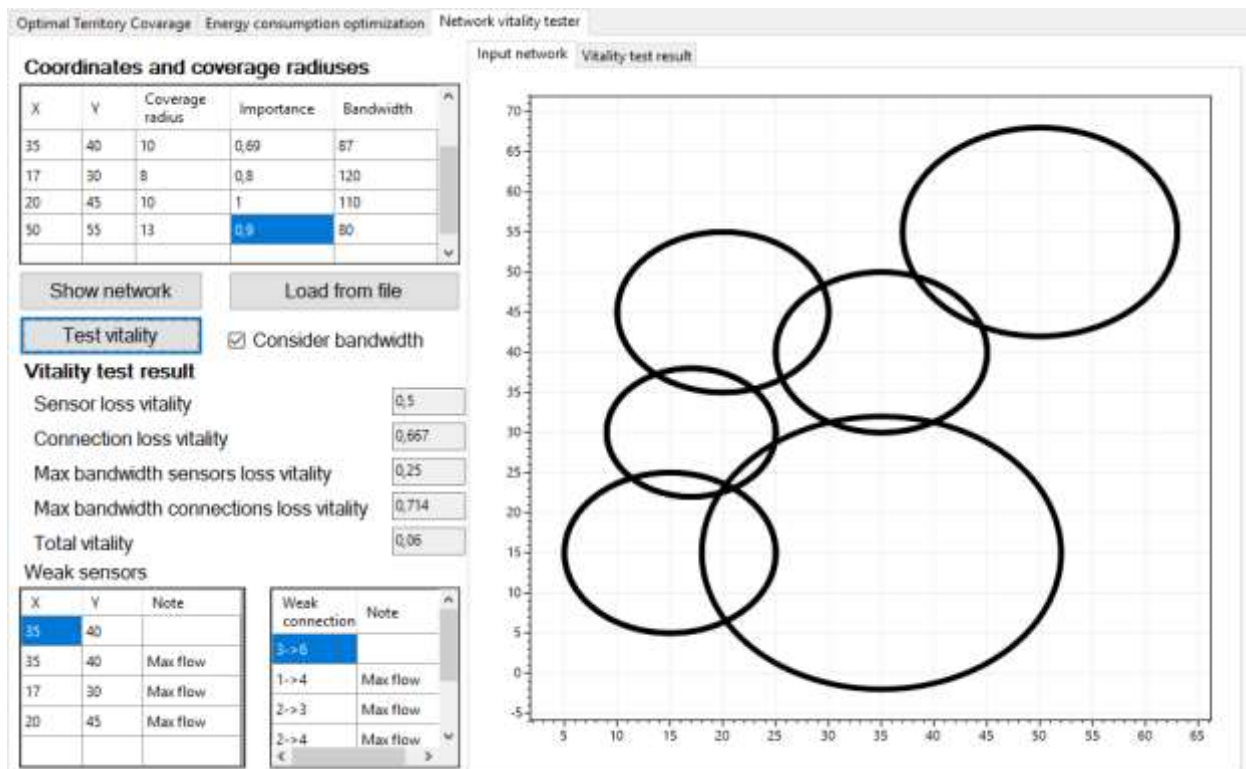 Optimal Territory Covarage Energy consumption optimization Network vitality tester
Input network Vitality test result
Coordinates and coverage radiuses
X Y Coverage radius Importance Bandwidth
35 40 10 0,69 87
17 30 8 0,8 120
20 45 10 1 110
50 55 13 0,9 80
Show network Load from file
Test vitality Consider bandwidth
Vitality test result
Sensor loss vitality 0,5
Connection loss vitality 0,667
Max bandwidth sensors loss vitality 0,25
Max bandwidth connections loss vitality 0,714
Total vitality 0,06
Weak sensors
X Y Note
35 40
35 40 Max flow
17 30 Max flow
20 45 Max flow
Weak connection Note
3->6
1->4 Max flow
2->3 Max flow
2->4 Max flow
70
65
60
55
50
45
40
35
30
25
20
15
10
5
0
-5
5 10 15 20 25 30 35 40 45 50 55 60 65